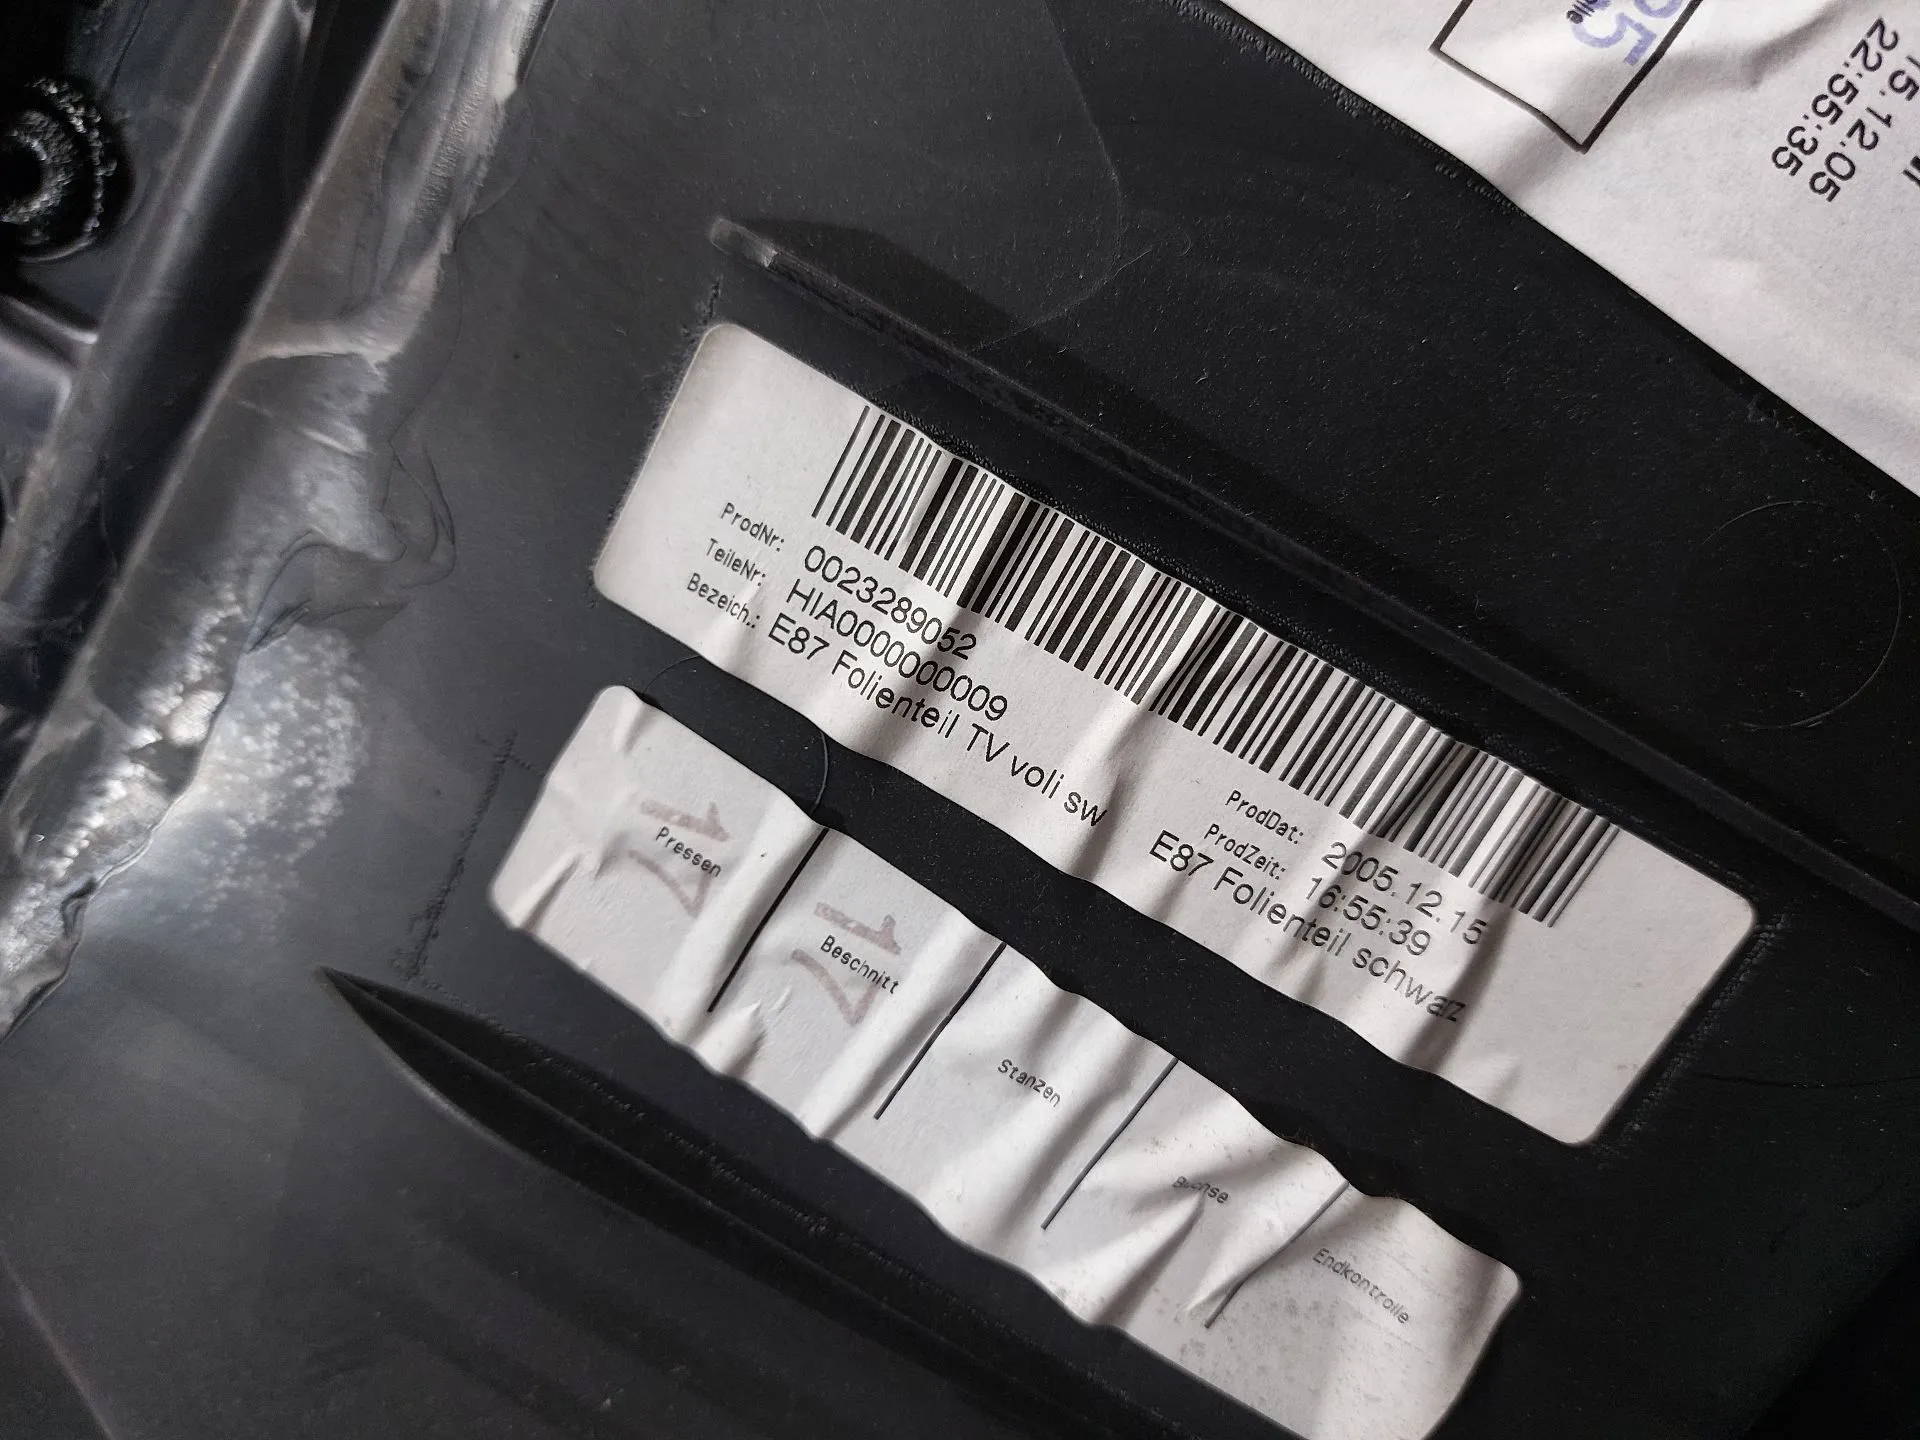 15.12.05
22:55:35
ProdNr: 0023289052
TeileNr: HIA0000000009
Bezeich.: E87 Folienteil TV voli sw
ProdDat: 2005.12.15
ProdZeit: 16:55:39
E87 Folienteil schwarz
Pressen
Beschnitt
Stanzen
Buchse
Endkontrolle